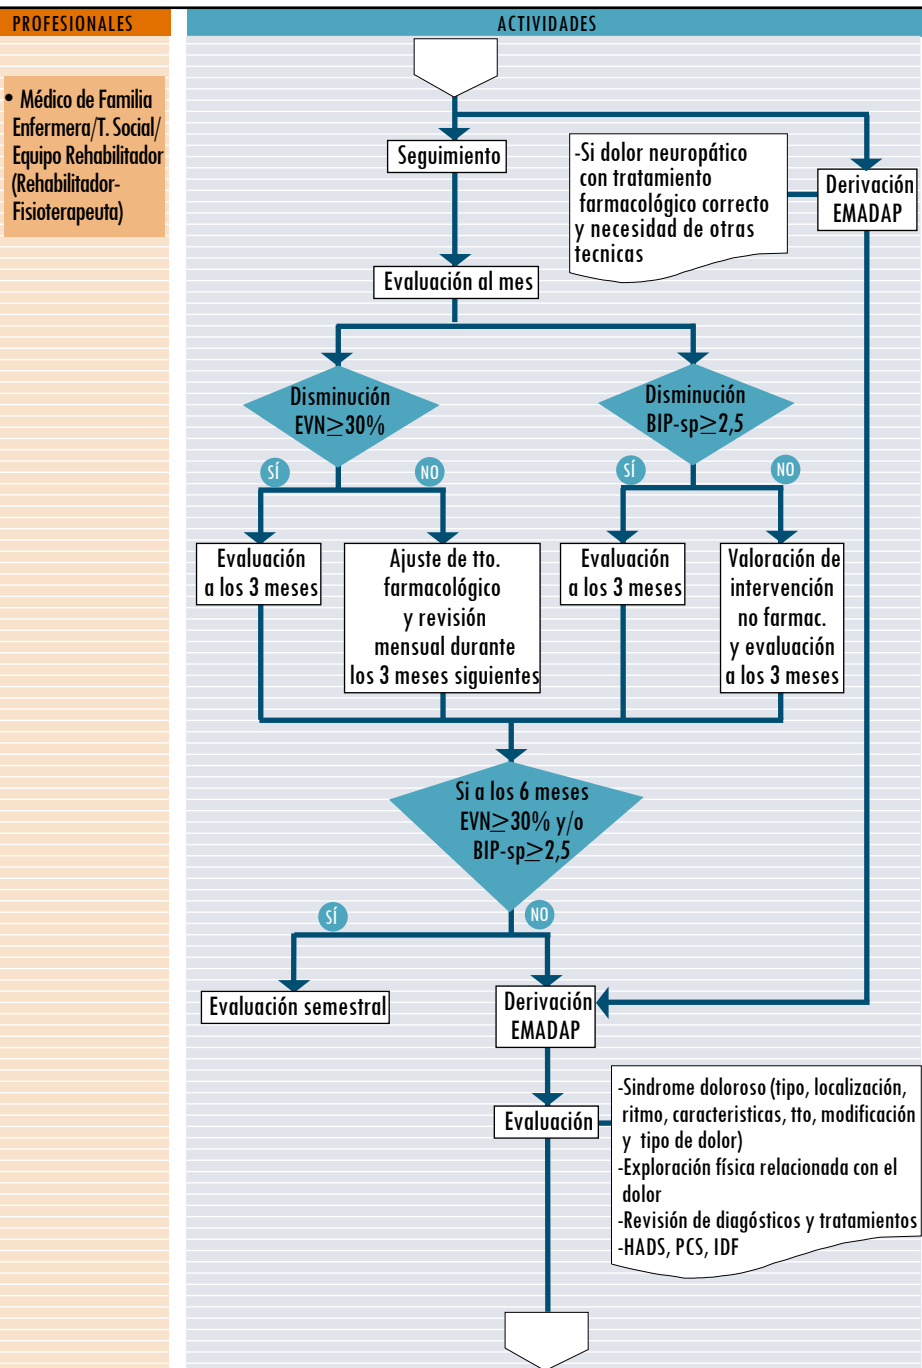 PROFESIONALES
ACTIVIDADES
• Médico de Familia
Enfermera/T. Social/
Equipo Rehabilitador
(Rehabilitador-
Fisioterapeuta)
Seguimiento
-Si dolor neuropático
con tratamiento
farmacológico correcto
y necesidad de otras
tecnicas
Derivación
EMADAP
Evaluación al mes
Disminución
EVN≥30%
Disminución
BIP-sp≥2,5
SÍ
NO
SÍ
NO
Evaluación
a los 3 meses
Ajuste de tto.
farmacológico
y revisión
mensual durante
los 3 meses siguientes
Evaluación
a los 3 meses
Valoración de
intervención
no farmac.
y evaluación
a los 3 meses
Si a los 6 meses
EVN≥30% y/o
BIP-sp≥2,5
SÍ
NO
Evaluación semestral
Derivación
EMADAP
Evaluación
-Sindrome doloroso (tipo, localización,
ritmo, caracteristicas, tto, modificación
y tipo de dolor)
-Exploración física relacionada con el
dolor
-Revisión de diagósticos y tratamientos
-HADS, PCS, IDF